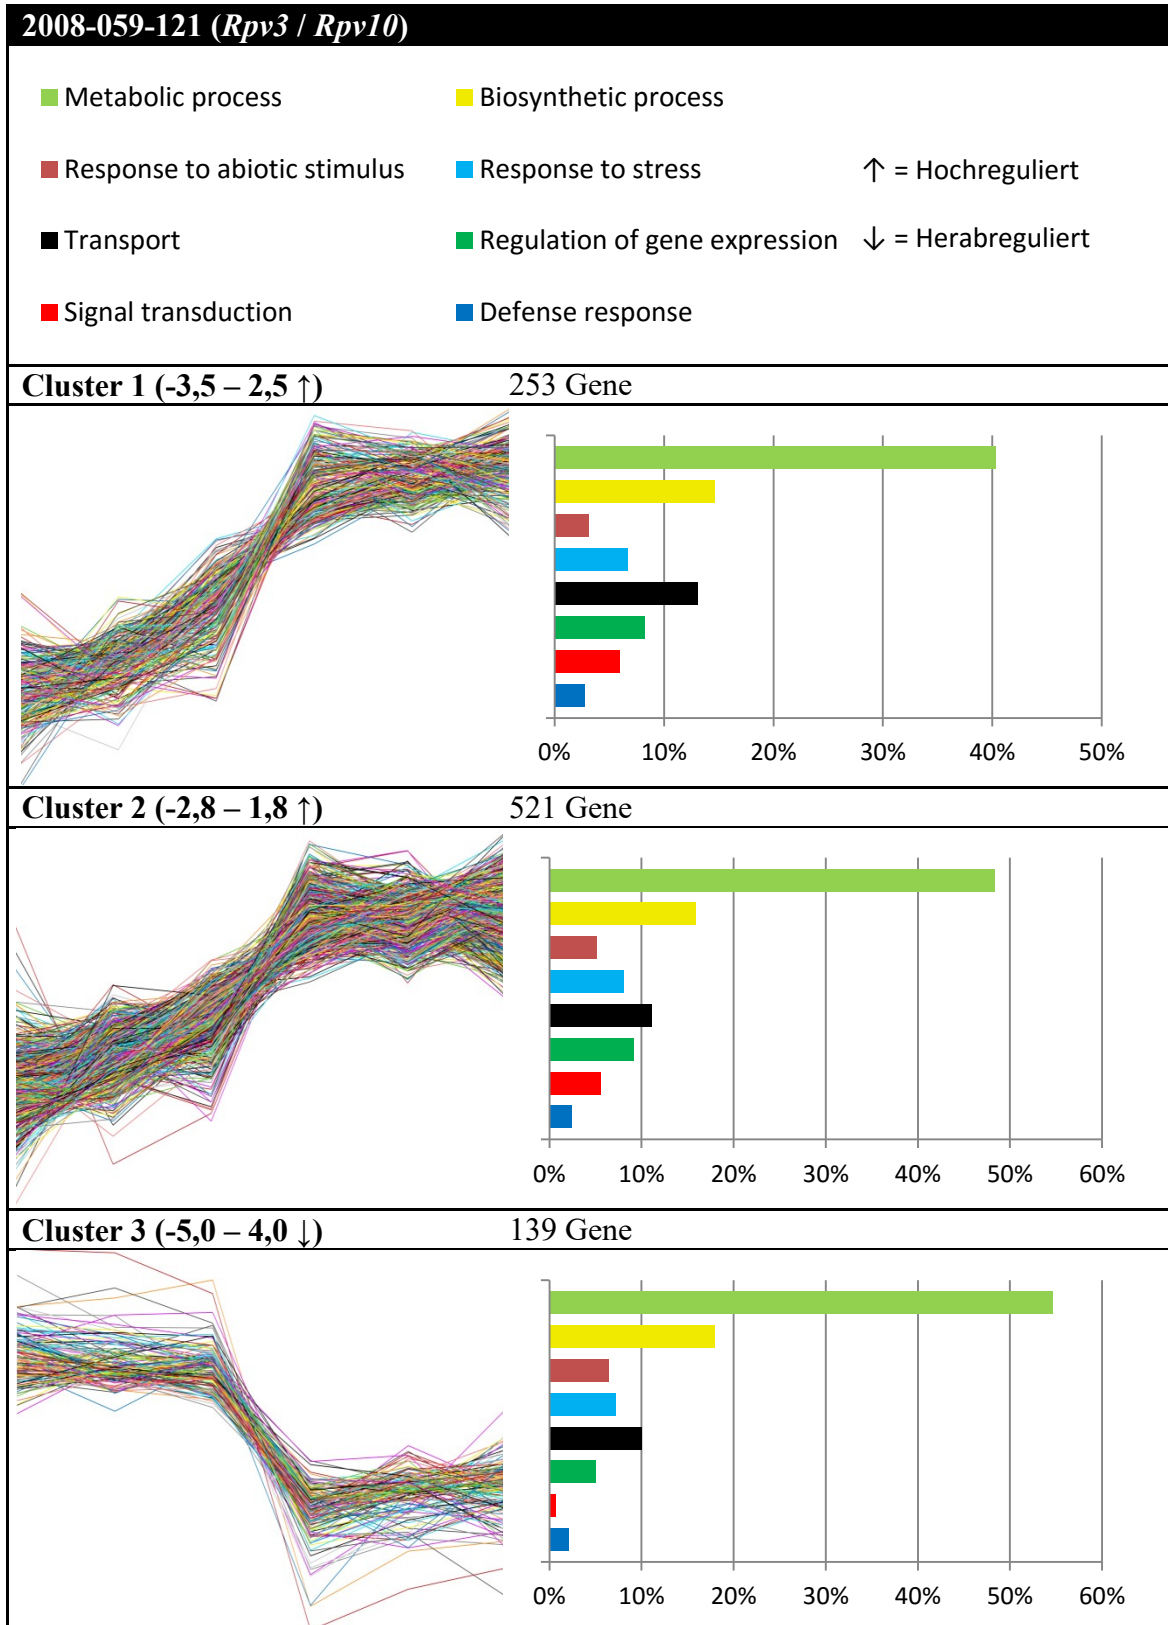 2008-059-121 (Rpv3 / Rpv10)
Metabolic process
Biosynthetic process
Response to abiotic stimulus
Response to stress
↑ = Hochreguliert
Transport
Regulation of gene expression
↓ = Herabreguliert
Signal transduction
Defense response
Cluster 1 (-3,5 – 2,5 ↑)
253 Gene
0% 10% 20% 30% 40% 50%
Cluster 2 (-2,8 – 1,8 ↑)
521 Gene
0% 10% 20% 30% 40% 50% 60%
Cluster 3 (-5,0 – 4,0 ↓)
139 Gene
0% 10% 20% 30% 40% 50% 60%